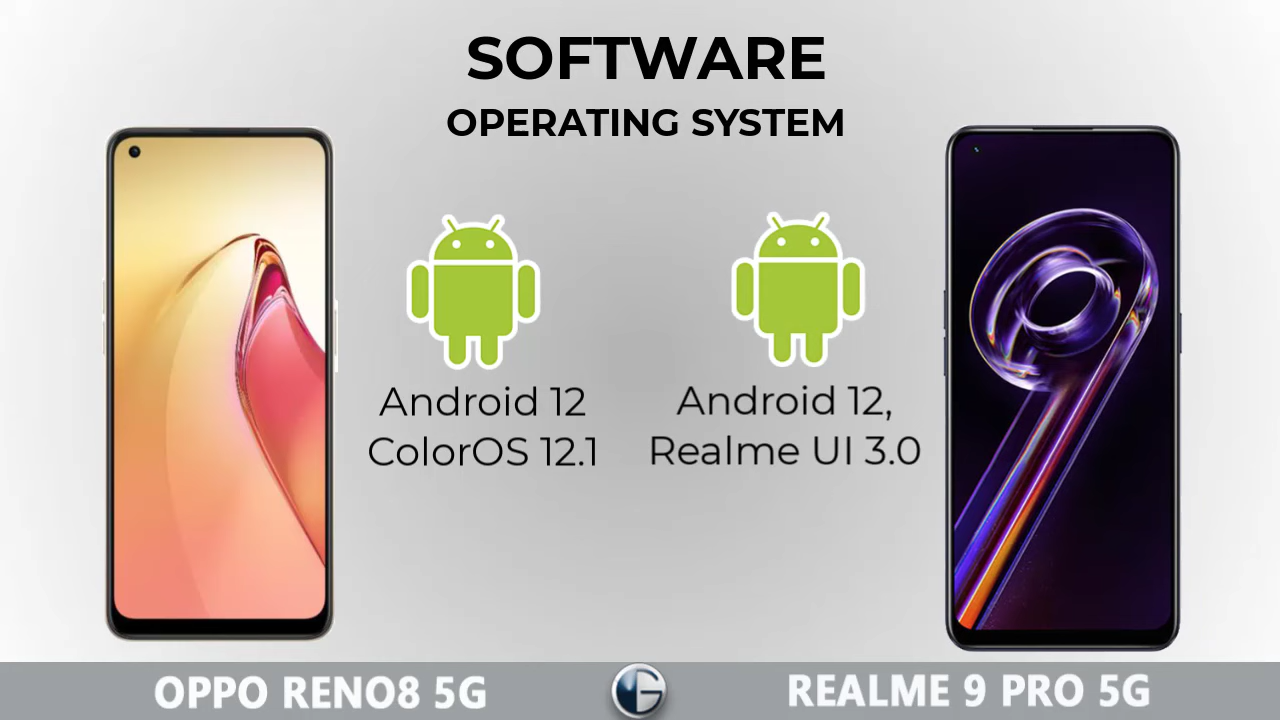 SOFTWARE
OPERATING SYSTEM
Android 12
ColorOS 12.1
Android 12,
Realme UI 3.0
OPPO RENO8 5G
G
REALME 9 PRO 5G